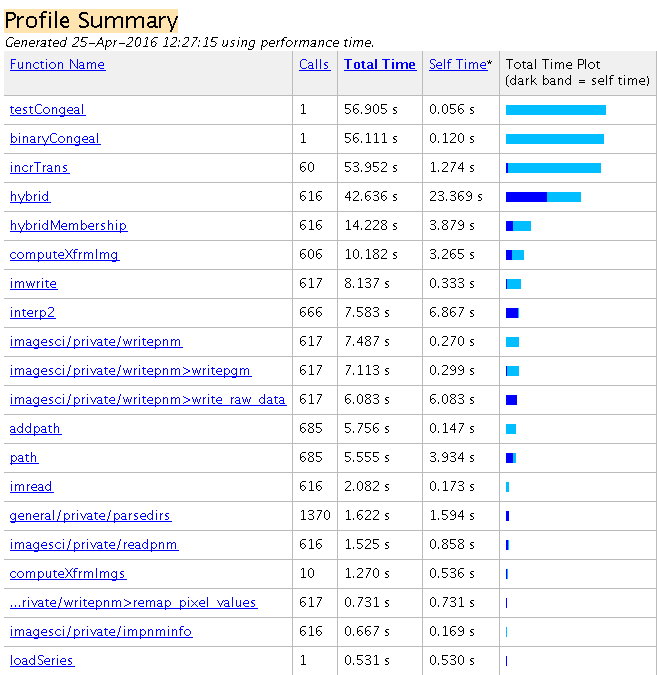 Profile Summary
Generated 25-Apr-2016 12:27:15 using performance time.
Function Name Calls Total Time Self Time* Total Time Plot
(dark band = self time)
testCongeal 1 56.905 s 0.056 s
binaryCongeal 1 56.111 s 0.120 s
incrTrans 60 53.952 s 1.274 s
hybrid 616 42.636 s 23.369 s
hybridMembership 616 14.228 s 3.879 s
computeXfrmImg 606 10.182 s 3.265 s
imwrite 617 8.137 s 0.333 s
interp2 666 7.583 s 6.867 s
imagesci/private/writepnm 617 7.487 s 0.270 s
imagesci/private/writepnm>writepgm 617 7.113 s 0.299 s
imagesci/private/writepnm>write_raw_data 617 6.083 s 6.083 s
addpath 685 5.756 s 0.147 s
path 685 5.555 s 3.934 s
imread 616 2.082 s 0.173 s
general/private/parsedirs 1370 1.622 s 1.594 s
imagesci/private/readpnm 616 1.525 s 0.858 s
computeXfrmImgs 10 1.270 s 0.536 s
...rivate/writepnm>remap_pixel_values 617 0.731 s 0.731 s
imagesci/private/impnminfo 616 0.667 s 0.169 s
loadSeries 1 0.531 s 0.530 s